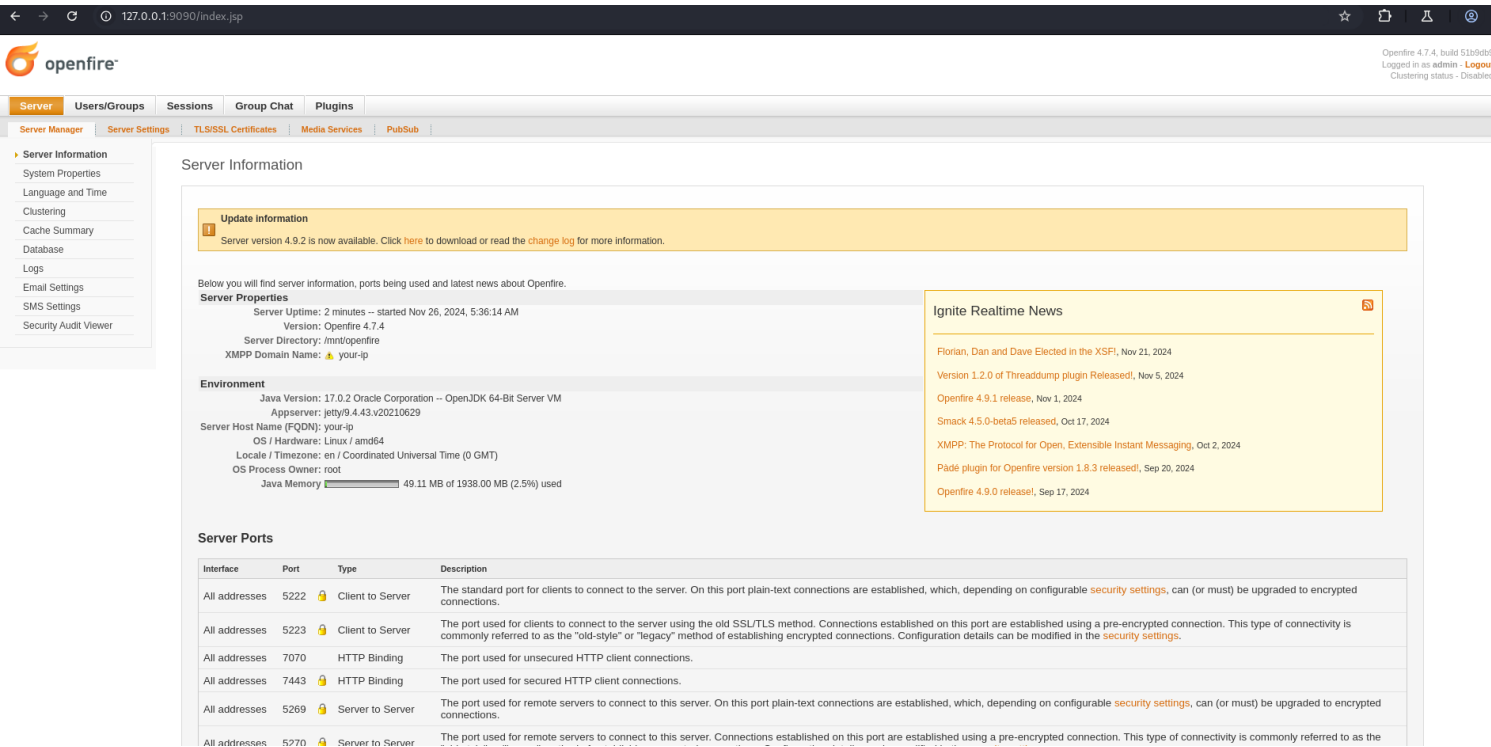 127.0.0.1:9090/index.jsp
openfire
Openfire 4.7.4, build 51b9db9
Logged in as admin - Logout
Clustering status - Disabled
Server Users/Groups Sessions Group Chat Plugins
Server Manager Server Settings TLS/SSL Certificates Media Services PubSub
Server Information
System Properties
Language and Time
Clustering
Cache Summary
Database
Logs
Email Settings
SMS Settings
Security Audit Viewer
Server Information
Update information
Server version 4.9.2 is now available. Click here to download or read the change log for more information.
Below you will find server information, ports being used and latest news about Openfire.
Server Properties
Server Uptime: 2 minutes -- started Nov 26, 2024, 5:36:14 AM
Version: Openfire 4.7.4
Server Directory: /mnt/openfire
XMPP Domain Name: your-ip
Environment
Java Version: 17.0.2 Oracle Corporation -- OpenJDK 64-Bit Server VM
Appserver: jetty/9.4.43.v20210629
Server Host Name (FQDN): your-ip
OS / Hardware: Linux / amd64
Locale / Timezone: en / Coordinated Universal Time (0 GMT)
OS Process Owner: root
Java Memory 49.11 MB of 1938.00 MB (2.5%) used
Ignite Realtime News
Florian, Dan and Dave Elected in the XSF!, Nov 21, 2024
Version 1.2.0 of Threaddump plugin Released!, Nov 5, 2024
Openfire 4.9.1 release, Nov 1, 2024
Smack 4.5.0-beta5 released, Oct 17, 2024
XMPP: The Protocol for Open, Extensible Instant Messaging, Oct 2, 2024
Pàdé plugin for Openfire version 1.8.3 released!, Sep 20, 2024
Openfire 4.9.0 release!, Sep 17, 2024
Server Ports
Interface Port Type Description
All addresses 5222 Client to Server The standard port for clients to connect to the server. On this port plain-text connections are established, which, depending on configurable security settings, can (or must) be upgraded to encrypted
connections.
All addresses 5223 Client to Server The port used for clients to connect to the server using the old SSL/TLS method. Connections established on this port are established using a pre-encrypted connection. This type of connectivity is
commonly referred to as the "old-style" or "legacy" method of establishing encrypted connections. Configuration details can be modified in the security settings.
All addresses 7070 HTTP Binding The port used for unsecured HTTP client connections.
All addresses 7443 HTTP Binding The port used for secured HTTP client connections.
All addresses 5269 Server to Server The port used for remote servers to connect to this server. On this port plain-text connections are established, which, depending on configurable security settings, can (or must) be upgraded to encrypted
connections.
All addresses 5270 Server to Server The port used for remote servers to connect to this server. Connections established on this port are established using a pre-encrypted connection. This type of connectivity is commonly referred to as the